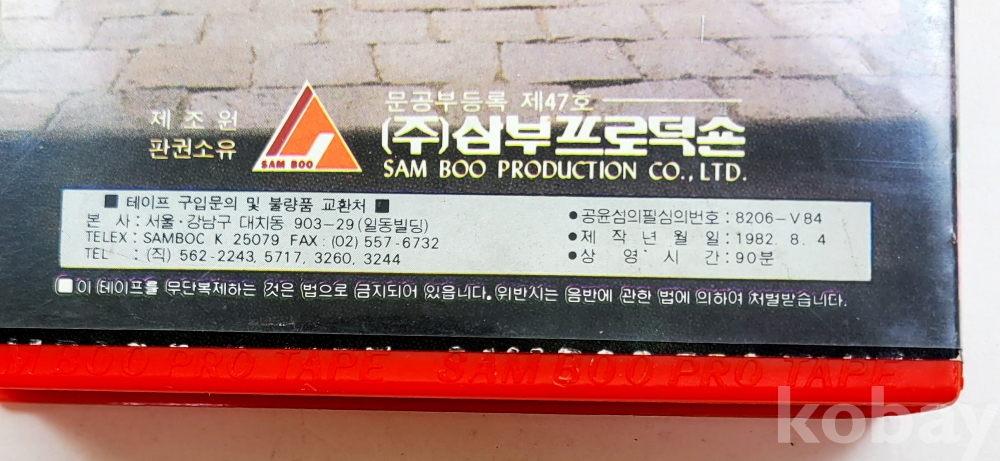 문공부등록 제47호
제조원
판권소유
SAM BOO
(주)삼부프로덕숀
SAM BOO PRODUCTION CO., LTD.
■ 테이프 구입문의 및 불량품 교환처 ■
본 사 : 서울·강남구 대치동 903-29 (일동빌딩)
TELEX : SAMBOC K 25079 FAX : (02) 557-6732
TEL : (직) 562-2243, 5717, 3260, 3244
● 공윤심의필심의번호 : 8206-V84
● 제작년월일 : 1982. 8. 4
● 상영시간 : 90분
■ 이 테이프를 무단복제하는 것은 법으로 금지되어 있읍니다. 위반시는 음반에 관한 법에 의하여 처벌받습니다.
M BOO PRO TAPE SAM BOO PRO TAPE
kobay